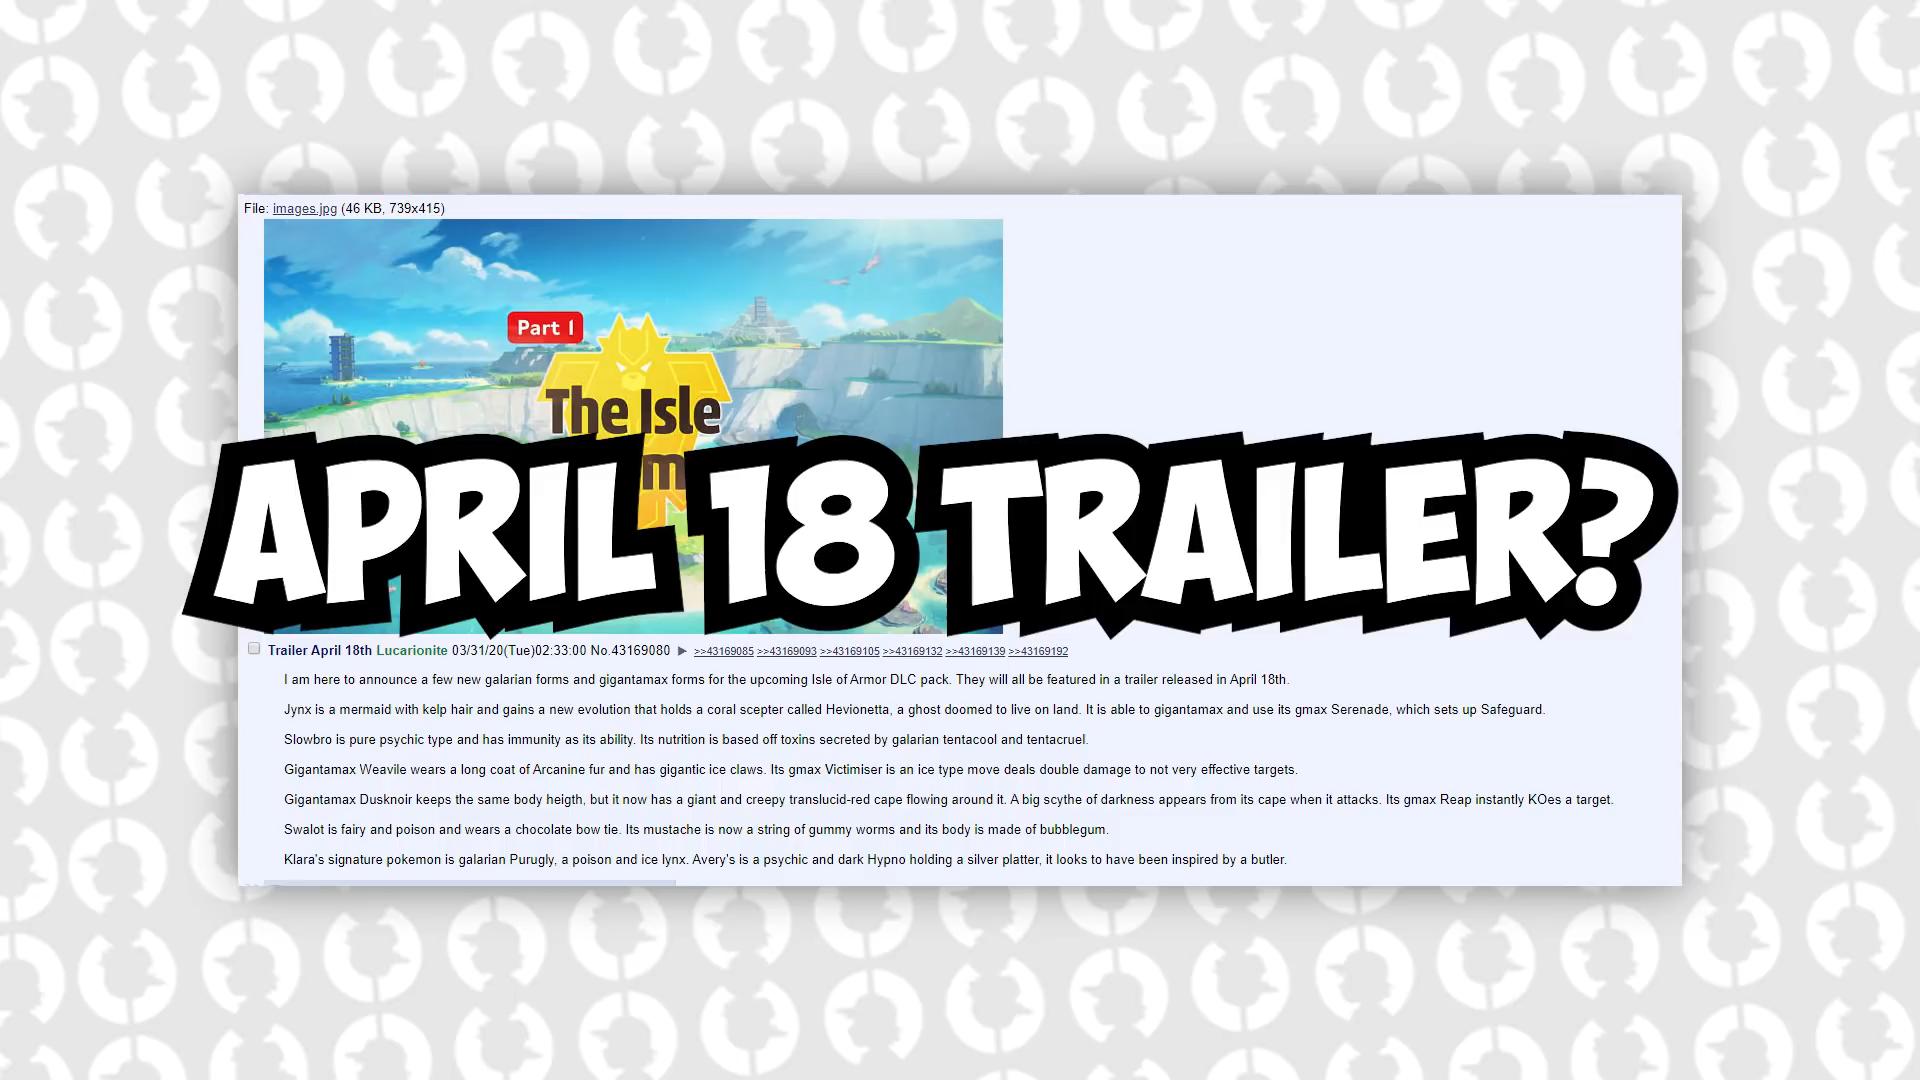 File: images.jpg (46 KB, 739x415)
Part 1
The Isle
APRIL 18 TRAILER?
Trailer April 18th Lucarionite 03/31/20(Tue)02:33:00 No.43169080 ▶ >>43169085 >>43169093 >>43169105 >>43169132 >>43169139 >>43169192
I am here to announce a few new galarian forms and gigantamax forms for the upcoming Isle of Armor DLC pack. They will all be featured in a trailer released in April 18th.
Jynx is a mermaid with kelp hair and gains a new evolution that holds a coral scepter called Hevionetta, a ghost doomed to live on land. It is able to gigantamax and use its gmax Serenade, which sets up Safeguard.
Slowbro is pure psychic type and has immunity as its ability. Its nutrition is based off toxins secreted by galarian tentacool and tentacruel.
Gigantamax Weavile wears a long coat of Arcanine fur and has gigantic ice claws. Its gmax Victimiser is an ice type move deals double damage to not very effective targets.
Gigantamax Dusknoir keeps the same body heigth, but it now has a giant and creepy translucid-red cape flowing around it. A big scythe of darkness appears from its cape when it attacks. Its gmax Reap instantly KOes a target.
Swalot is fairy and poison and wears a chocolate bow tie. Its mustache is now a string of gummy worms and its body is made of bubblegum.
Klara's signature pokemon is galarian Purugly, a poison and ice lynx. Avery's is a psychic and dark Hypno holding a silver platter, it looks to have been inspired by a butler.